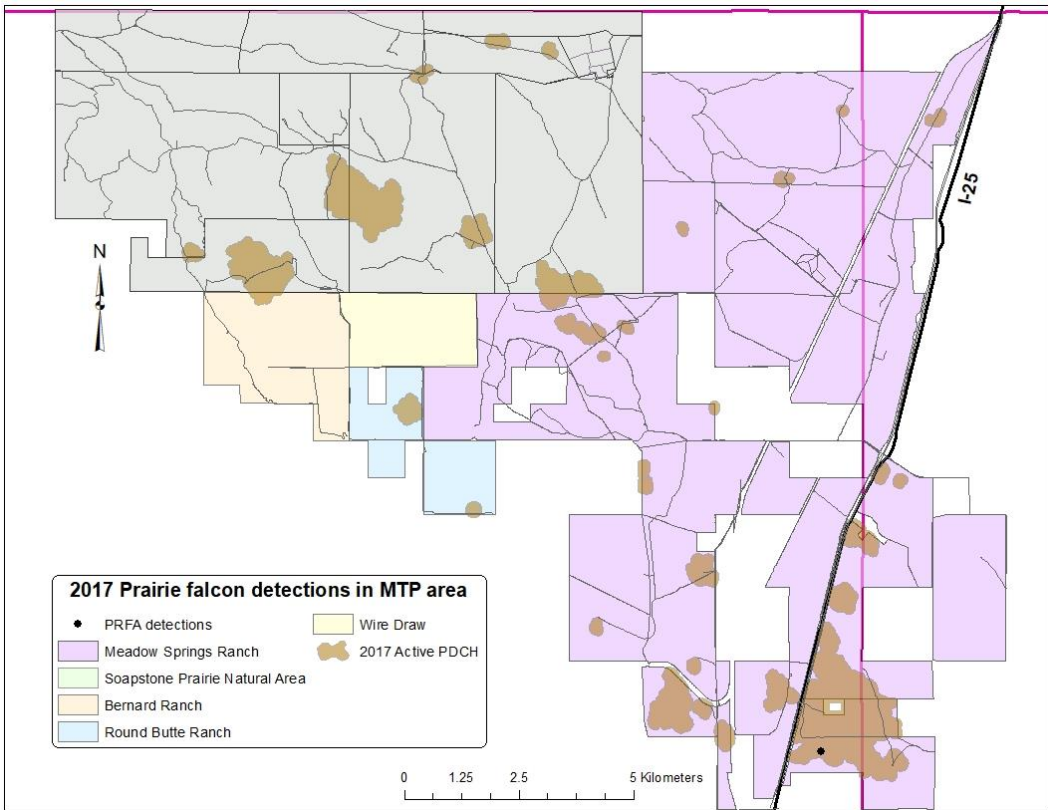 I-25
N
2017 Prairie falcon detections in MTP area
PRFA detections
Wire Draw
Meadow Springs Ranch
2017 Active PDCH
Soapstone Prairie Natural Area
Bernard Ranch
Round Butte Ranch
0 1.25 2.5 5 Kilometers